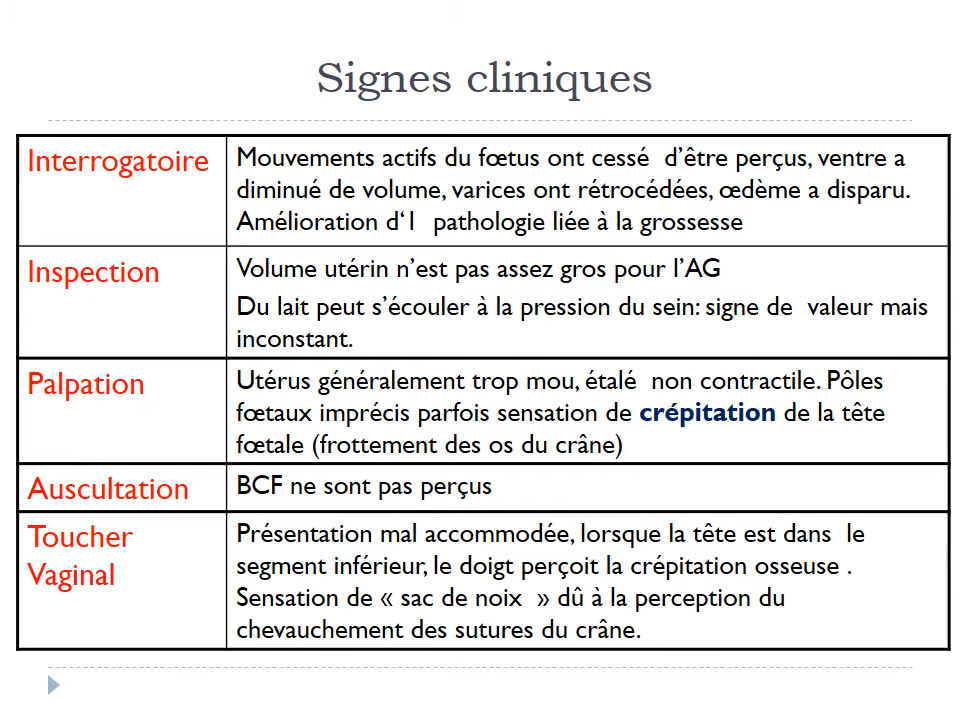 Signes cliniques
Interrogatoire
Mouvements actifs du fœtus ont cessé  d'être perçus, ventre a
diminué de volume, varices ont rétrocédées, œdème a disparu.
Amélioration d‘1  pathologie liée à la grossesse
Inspection
Volume utérin n'est pas assez gros pour l'AG
Du lait peut s'écouler à la pression du sein: signe de  valeur mais
inconstant.
Palpation
Utérus généralement trop mou, étalé  non contractile. Pôles
fœtaux imprécis parfois sensation de crépitation de la tête
fœtale (frottement des os du crâne)
Auscultation
BCF ne sont pas perçus
Toucher
Vaginal
Présentation mal accommodée, lorsque la tête est dans  le
segment inférieur, le doigt perçoit la crépitation osseuse .
Sensation de « sac de noix  » dû à la perception du
chevauchement des sutures du crâne.